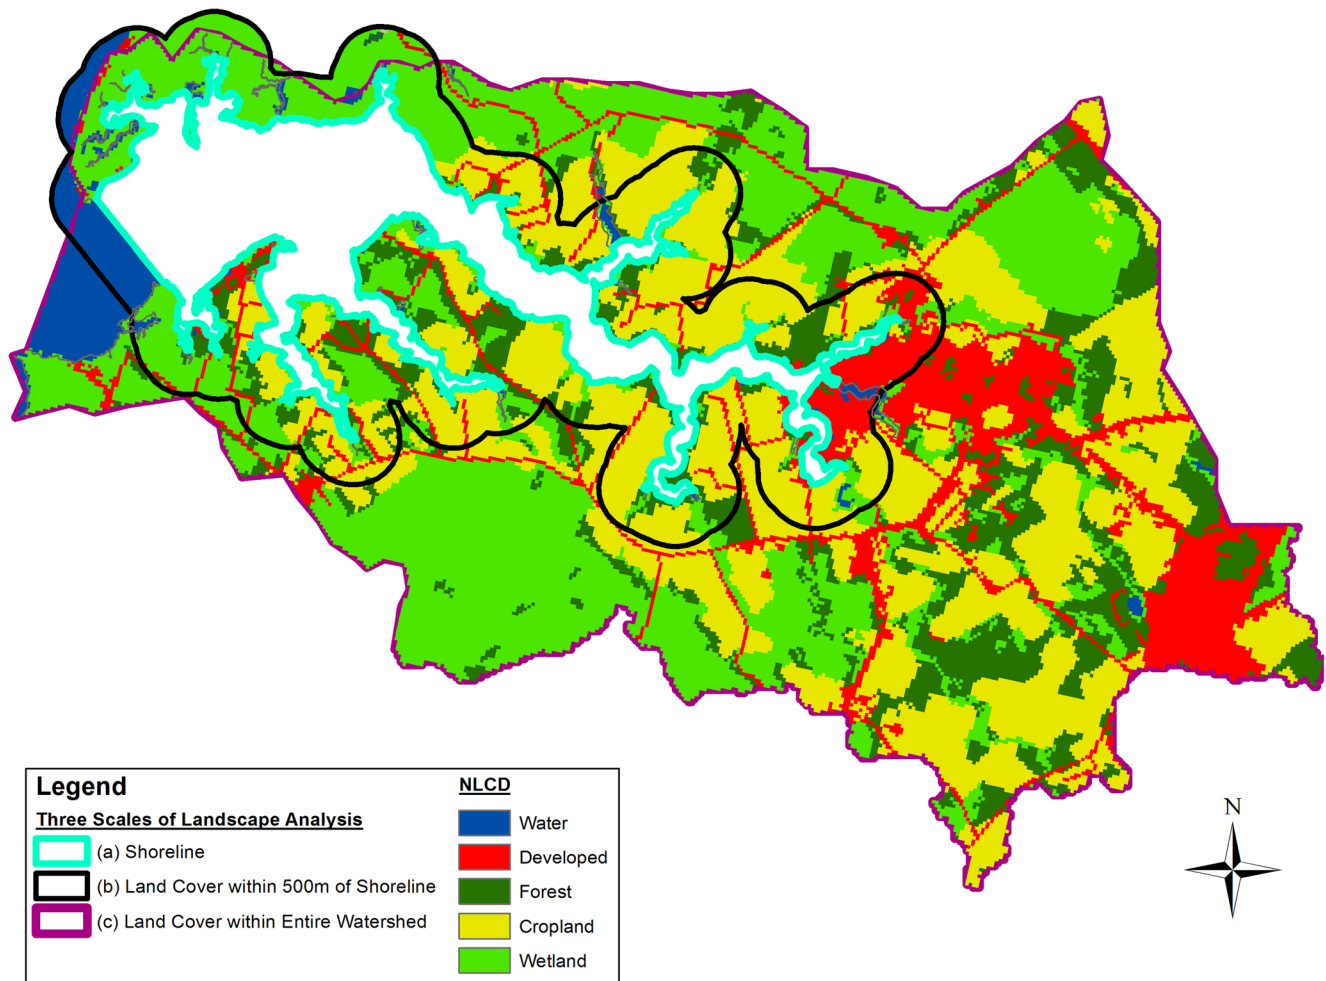 N
Legend
NLCD
Three Scales of Landscape Analysis
Water
(a) Shoreline
Developed
(b) Land Cover within 500m of Shoreline
Forest
(c) Land Cover within Entire Watershed
Cropland
Wetland